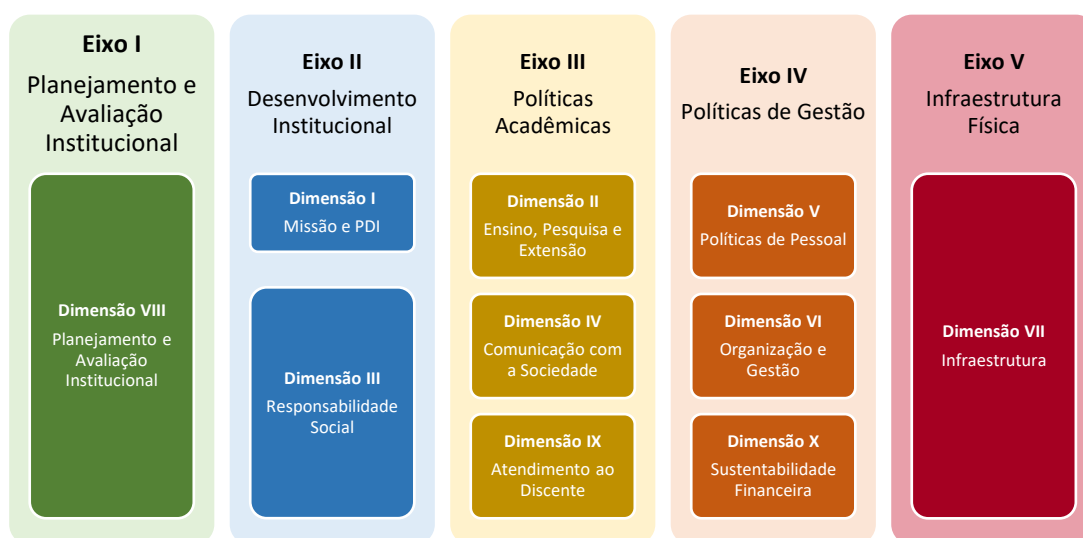 Eixo I
Planejamento e
Avaliação
Institucional
Dimensão VIII
Planejamento e
Avaliação
Institucional
Eixo II
Desenvolvimento
Institucional
Dimensão I
Missão e PDI
Dimensão III
Responsabilidade
Social
Eixo III
Políticas
Acadêmicas
Dimensão II
Ensino, Pesquisa e
Extensão
Dimensão IV
Comunicação com
a Sociedade
Dimensão IX
Atendimento ao
Discente
Eixo IV
Políticas de Gestão
Dimensão V
Políticas de Pessoal
Dimensão VI
Organização e
Gestão
Dimensão X
Sustentabilidade
Financeira
Eixo V
Infraestrutura
Física
Dimensão VII
Infraestrutura